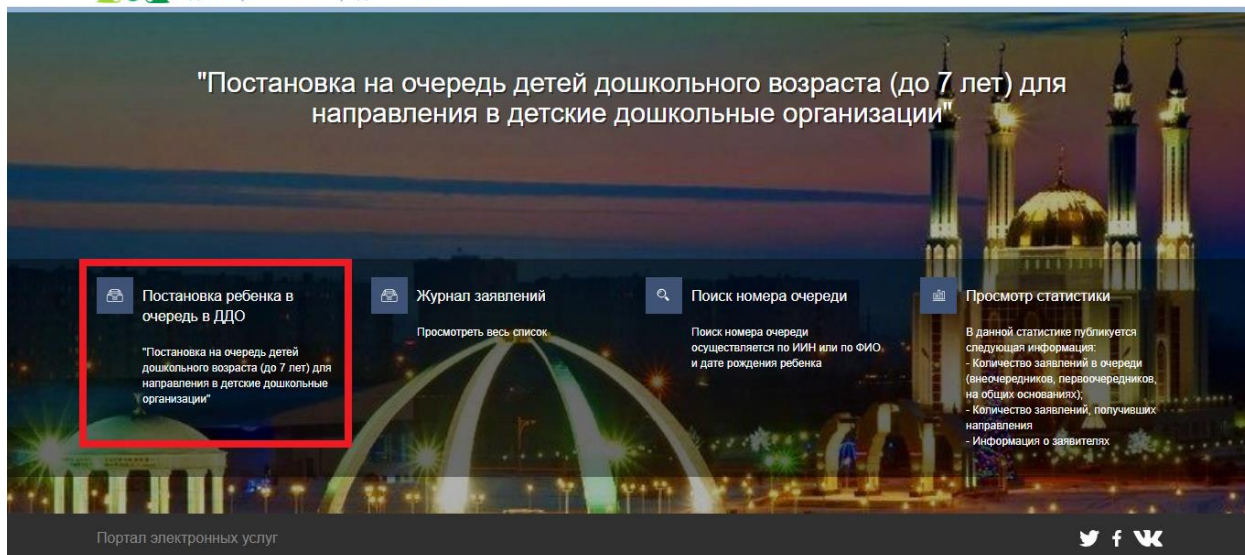 "Постановка на очередь детей дошкольного возраста (до 7 лет) для
направления в детские дошкольные организации"
Постановка ребенка в
очередь в ДДО
"Постановка на очередь детей
дошкольного возраста (до 7 лет) для
направления в детские дошкольные
организации"
Журнал заявлений
Просмотреть весь список
Поиск номера очереди
Поиск номера очереди
осуществляется по ИИН или по ФИО
и дате рождения ребенка
Просмотр статистики
В данной статистике публикуется
следующая информация:
- Количество заявлений в очереди
(внеочередников, первоочередников,
на общих основаниях);
- Количество заявлений, получивших
направления
- Информация о заявителях
Портал электронных услуг